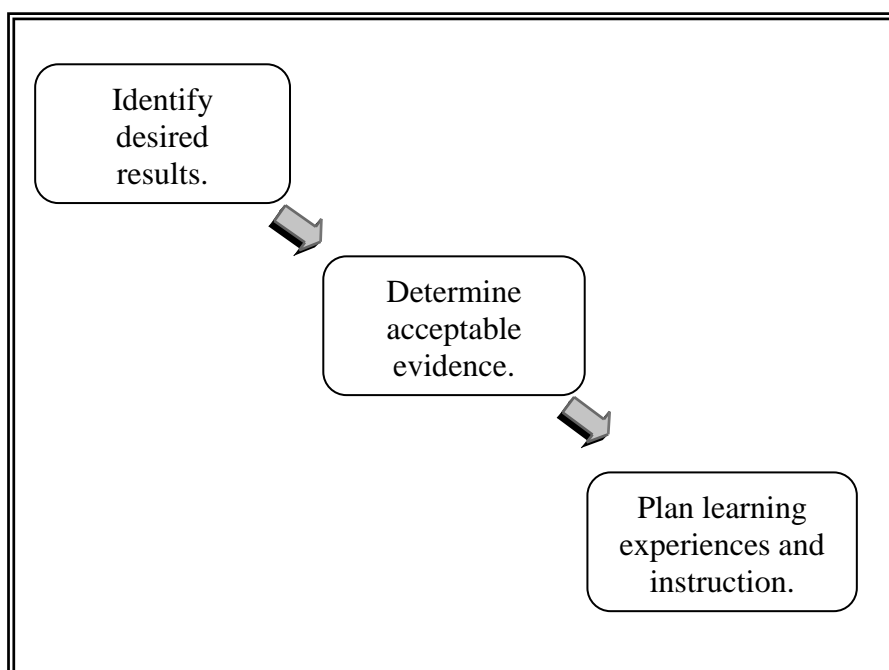 Identify
desired
results.
Determine
acceptable
evidence.
Plan learning
experiences and
instruction.